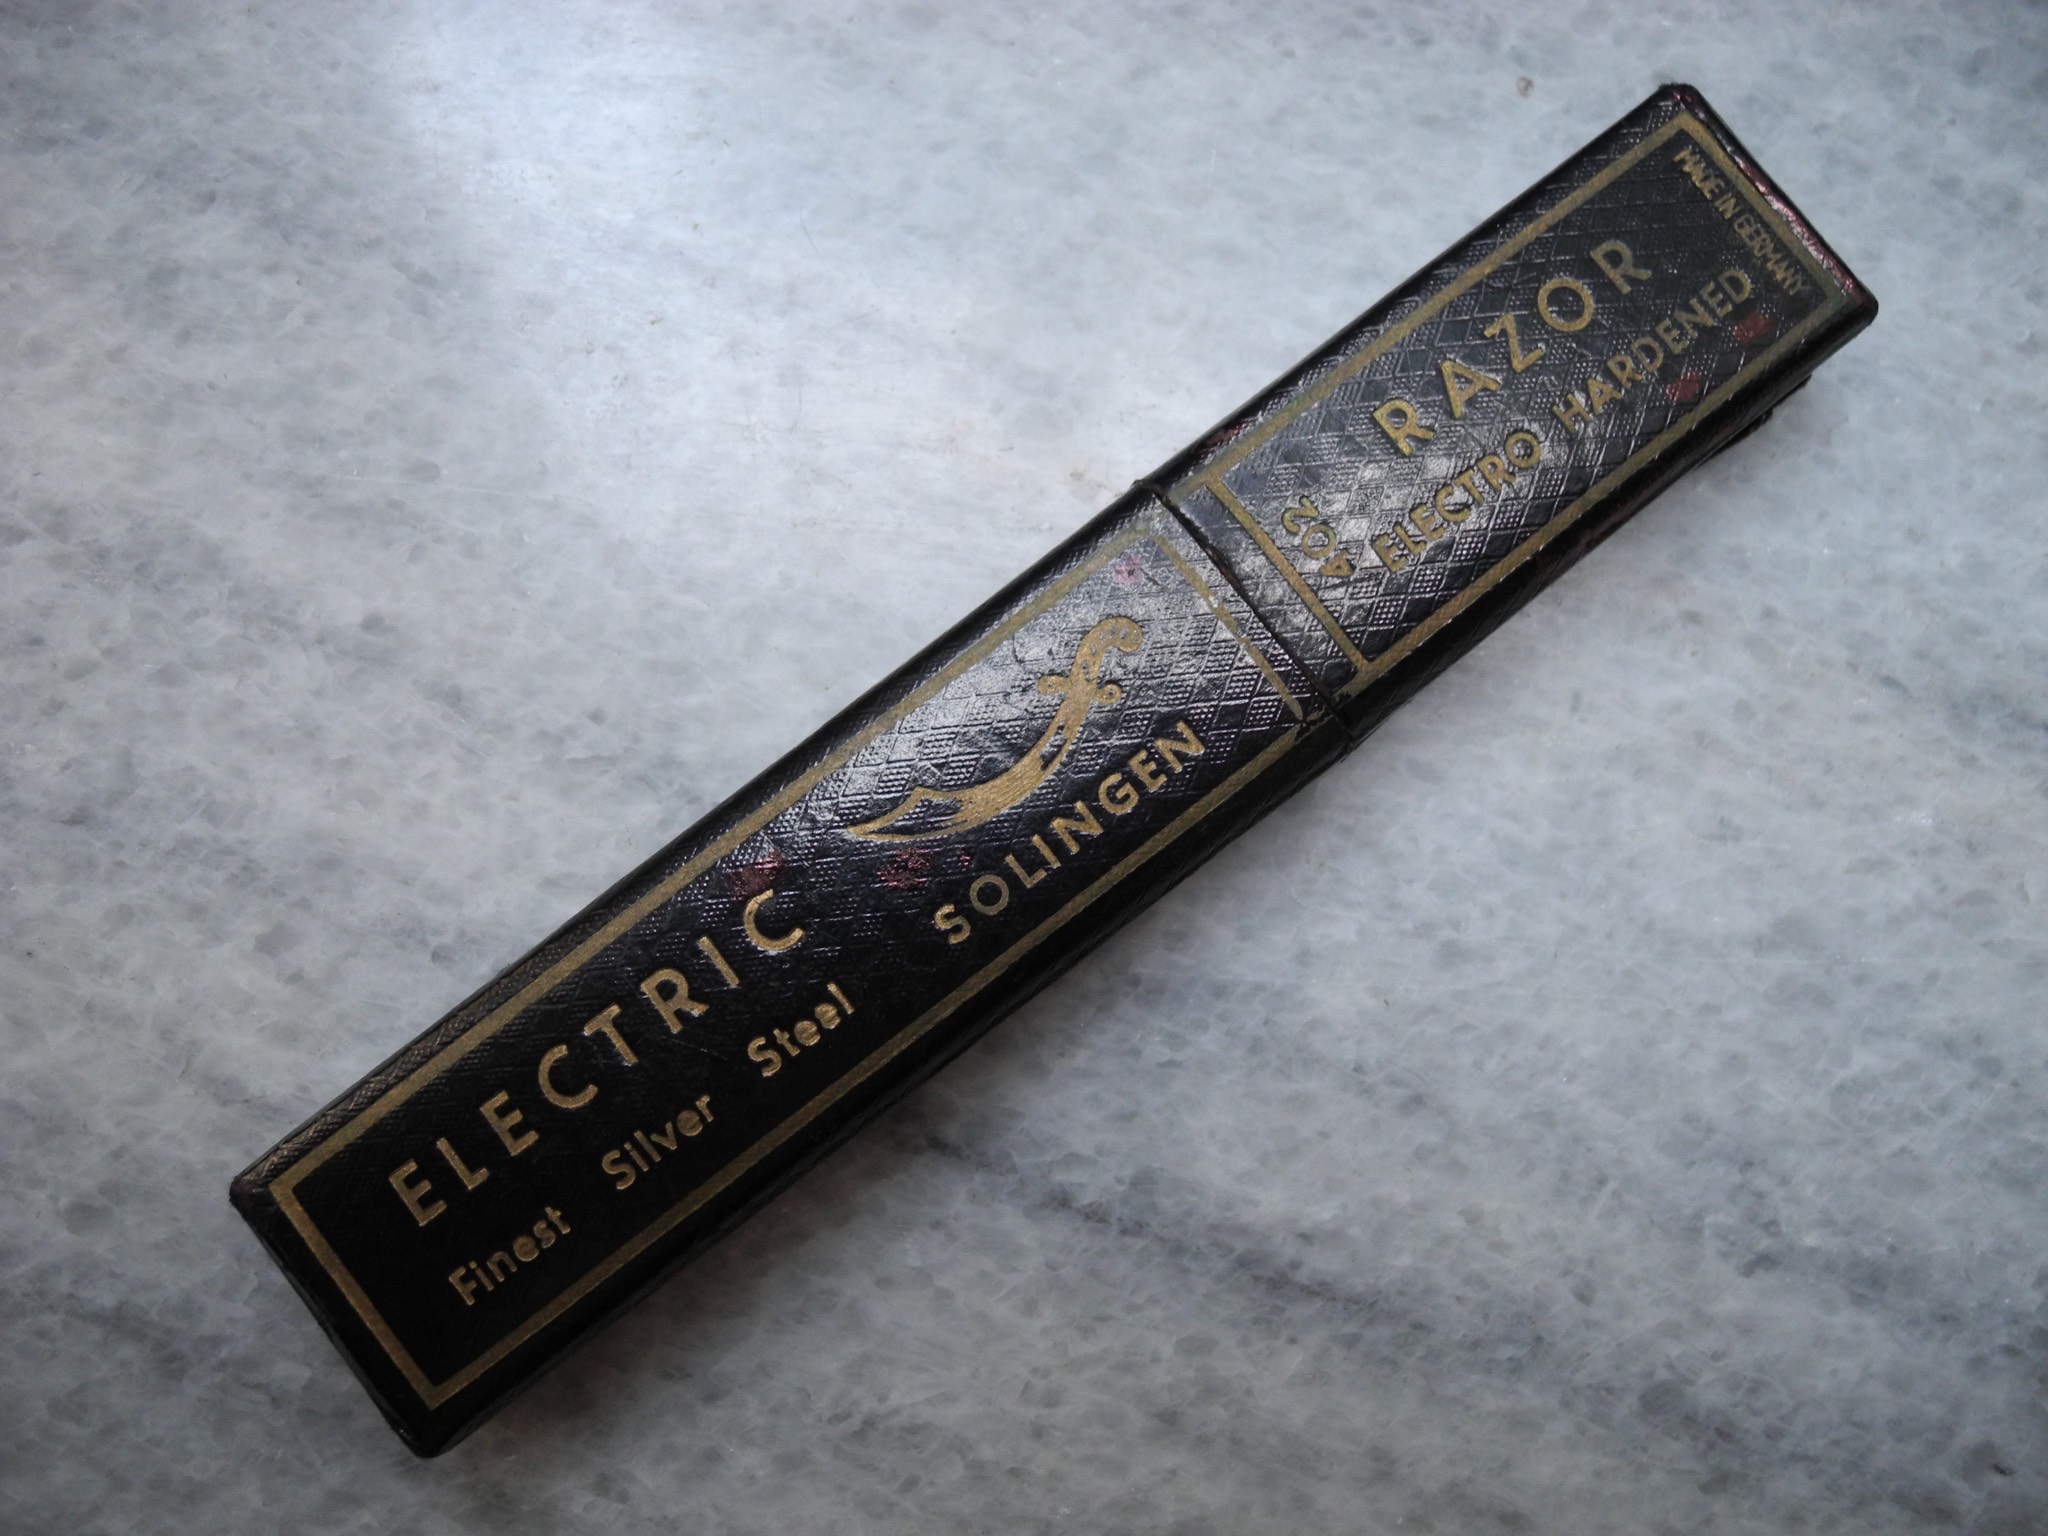 ELECTRIC RAZOR
Finest Silver Steel
SOLINGEN
402
ELECTRO HARDENED
MADE IN GERMANY